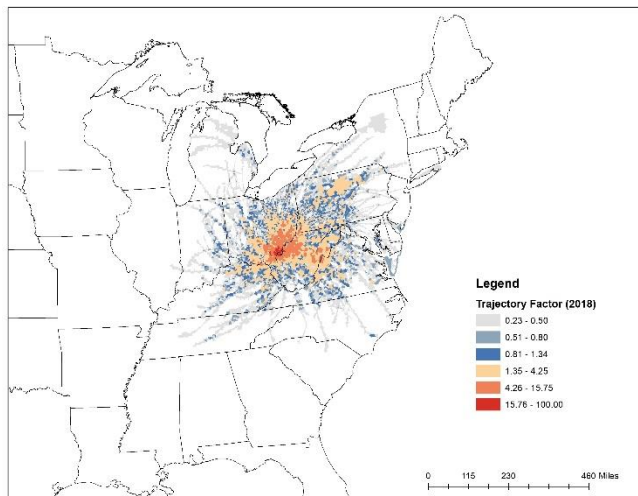 Legend
Trajectory Factor (2018)
0.23 - 0.50
0.51 - 0.80
0.81 - 1.34
1.35 - 4.25
4.26 - 15.75
15.76 - 100.00
0 115 230 460 Miles